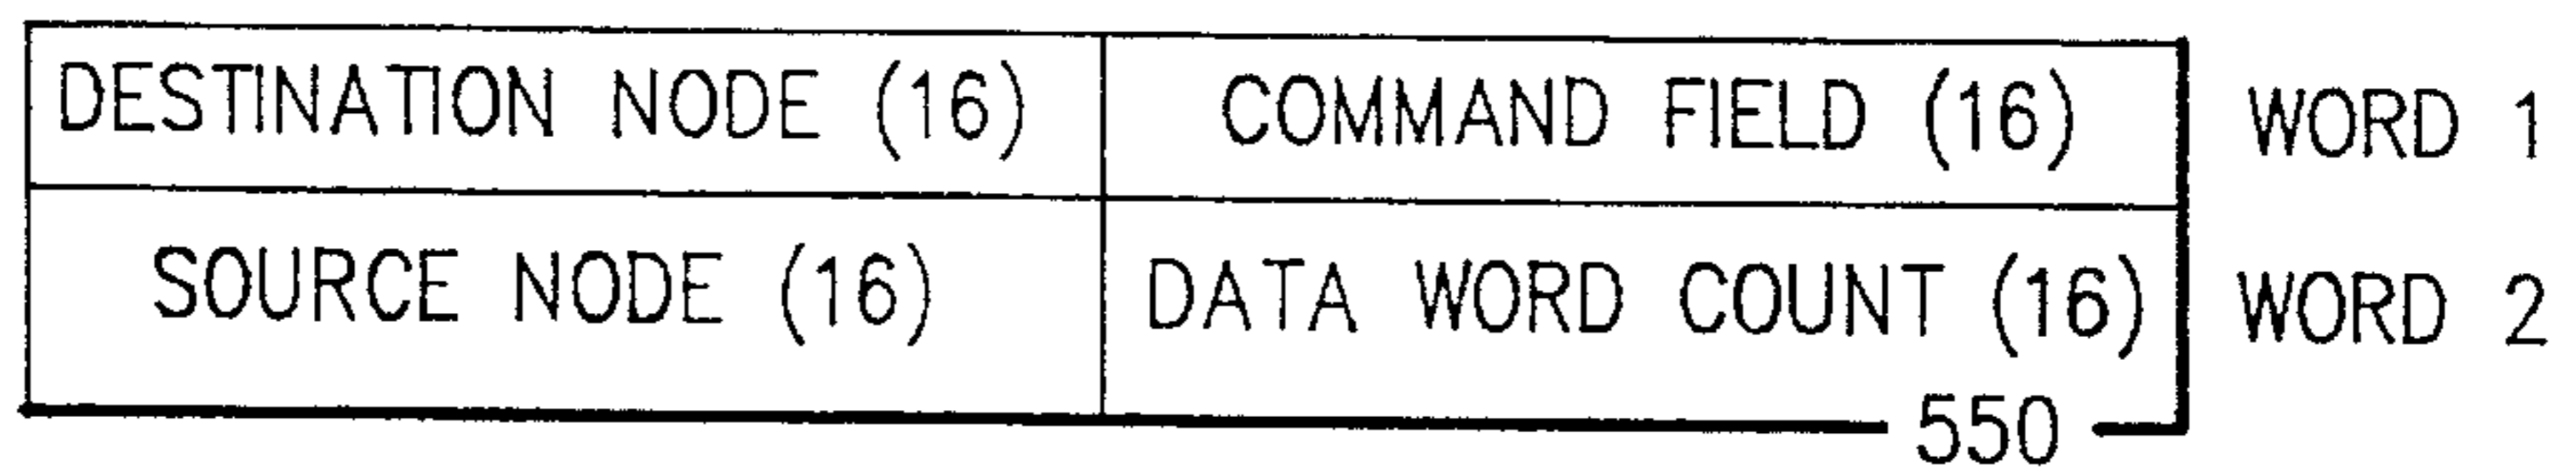 DESTINATION NODE (16) COMMAND FIELD (16) WORD 1
SOURCE NODE (16) DATA WORD COUNT (16) WORD 2
550